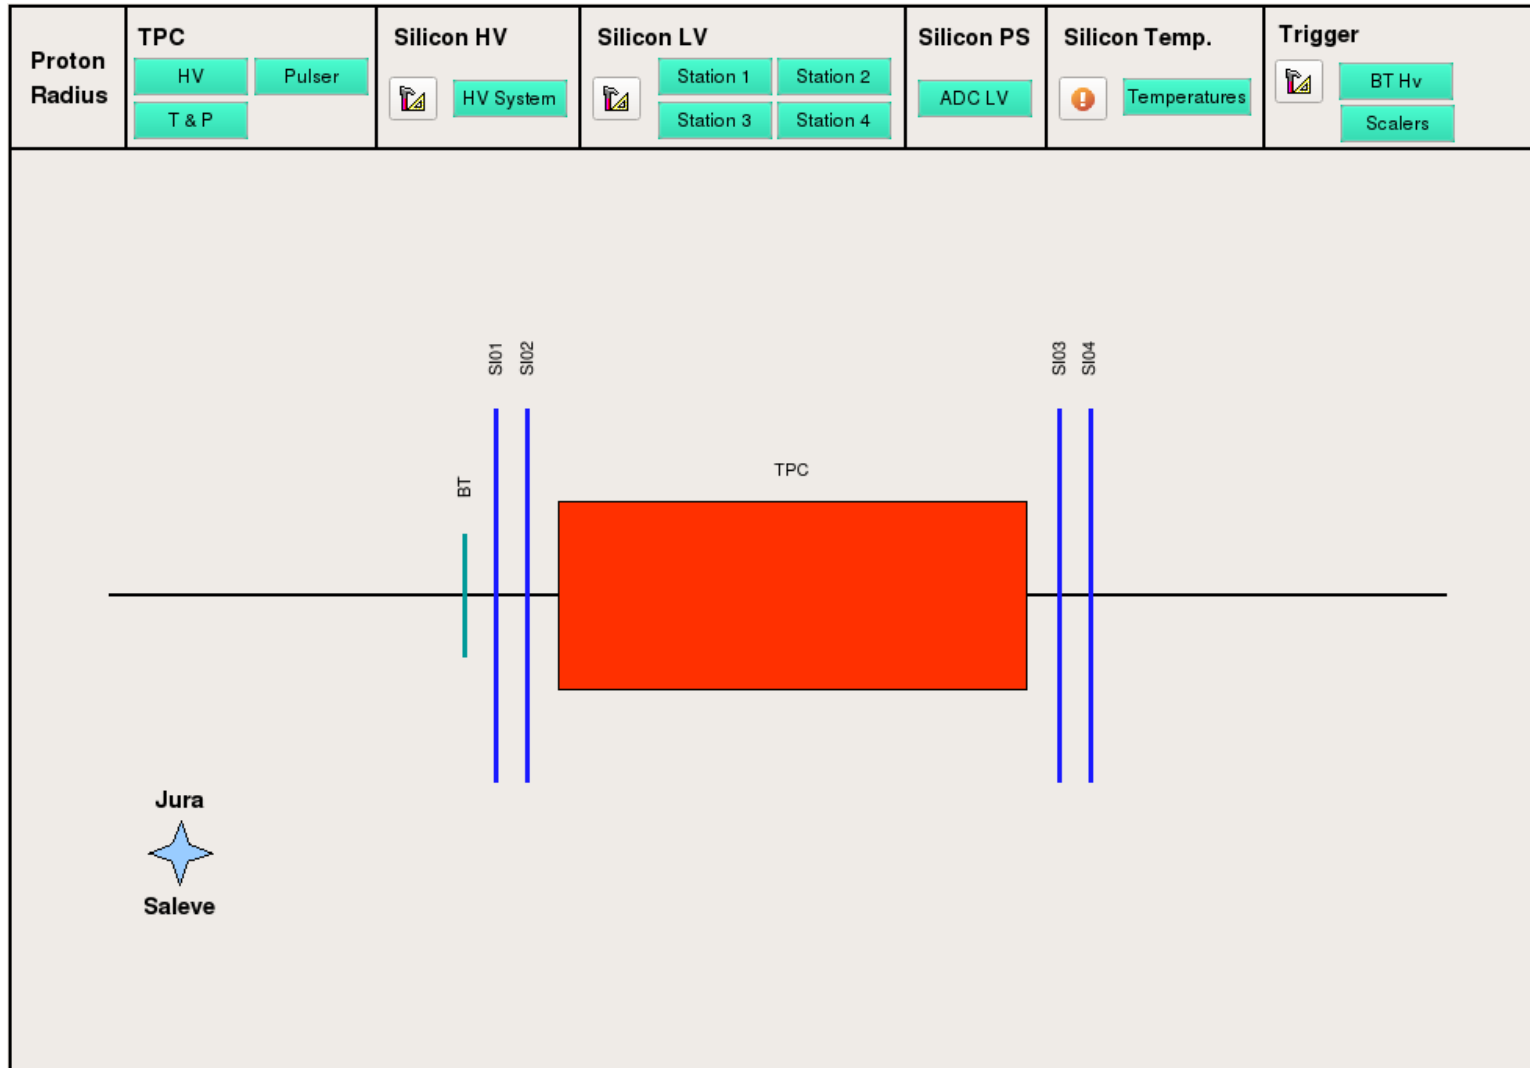 Proton
Radius
TPC
HV
Pulser
T & P
Silicon HV
HV System
Silicon LV
Station 1
Station 2
Station 3
Station 4
Silicon PS
ADC LV
Silicon Temp.
Temperatures
Trigger
BT Hv
Scalers
SI01
SI02
SI03
SI04
BT
TPC
Jura
Saleve